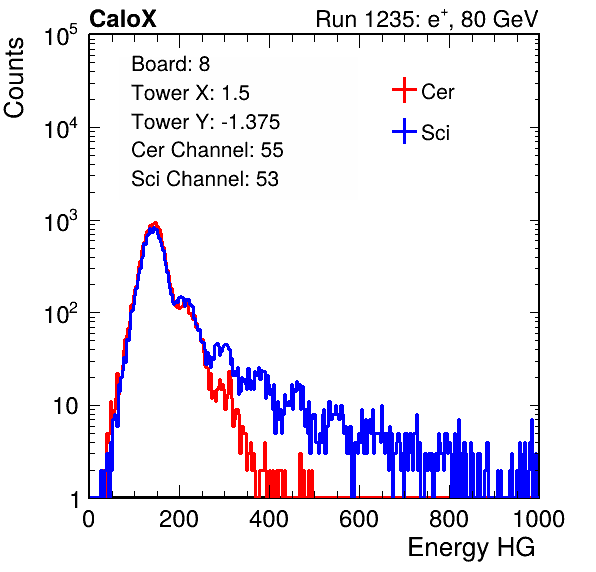 CaloX Run 1235: e⁺, 80 GeV
Counts
10⁵
10⁴
10³
10²
10
1
Board: 8
Tower X: 1.5
Tower Y: -1.375
Cer Channel: 55
Sci Channel: 53
Cer
Sci
0 200 400 600 800 1000
Energy HG